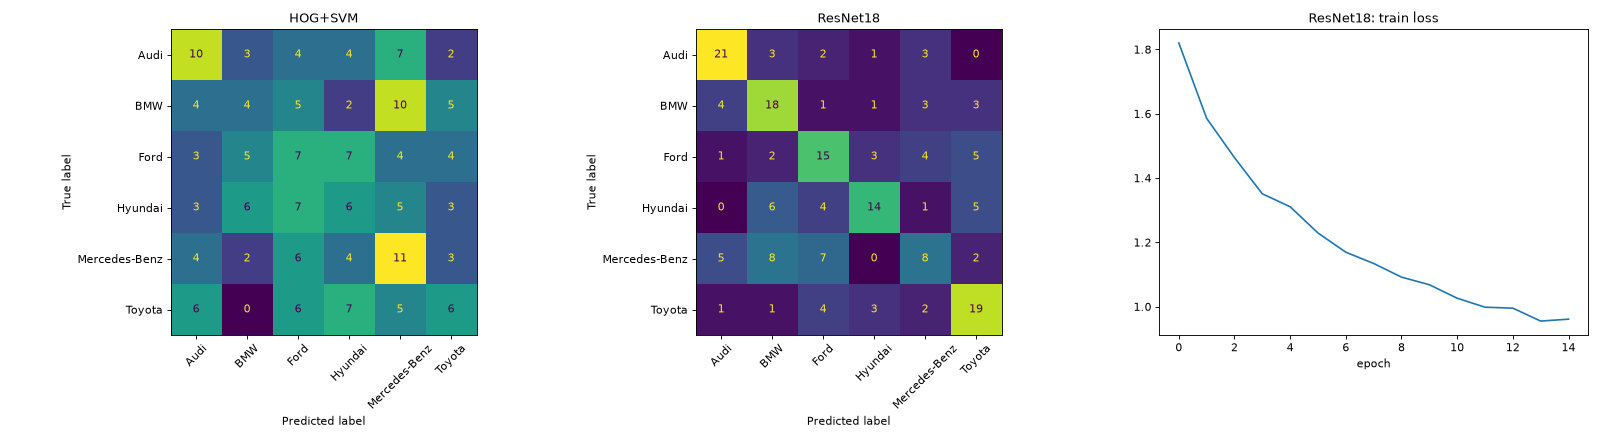 HOG+SVM
Audi 10 3 4 4 7 2
BMW 4 4 5 2 10 5
Ford 3 5 7 7 4 4
Hyundai 3 6 7 6 5 3
Mercedes-Benz 4 2 6 4 11 3
Toyota 6 0 6 7 5 6
True label
Audi BMW Ford Hyundai Mercedes-Benz Toyota
Predicted label
ResNet18
Audi 21 3 2 1 3 0
BMW 4 18 1 1 3 3
Ford 1 2 15 3 4 5
Hyundai 0 6 4 14 1 5
Mercedes-Benz 5 8 7 0 8 2
Toyota 1 1 4 3 2 19
True label
Audi BMW Ford Hyundai Mercedes-Benz Toyota
Predicted label
ResNet18: train loss
1.8
1.6
1.4
1.2
1.0
0 2 4 6 8 10 12 14
epoch